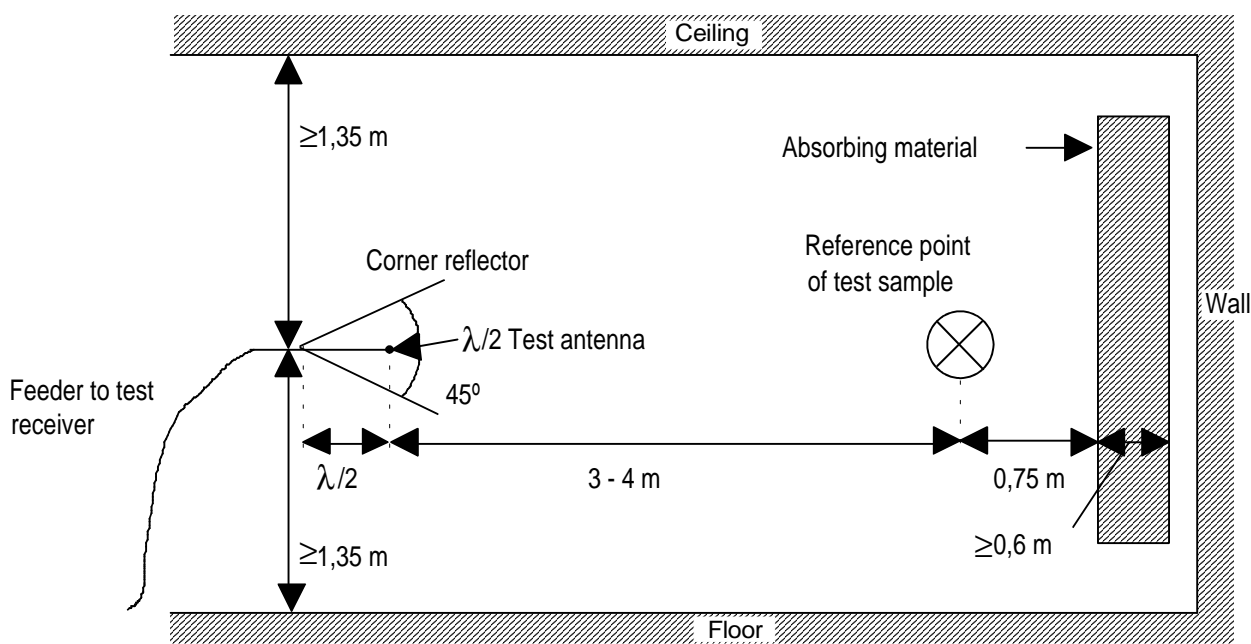 Ceiling
≥1,35 m
Absorbing material
Reference point
of test sample
Corner reflector
Wall
λ/2 Test antenna
Feeder to test
receiver
45º
λ/2
3 - 4 m
0,75 m
≥0,6 m
≥1,35 m
Floor